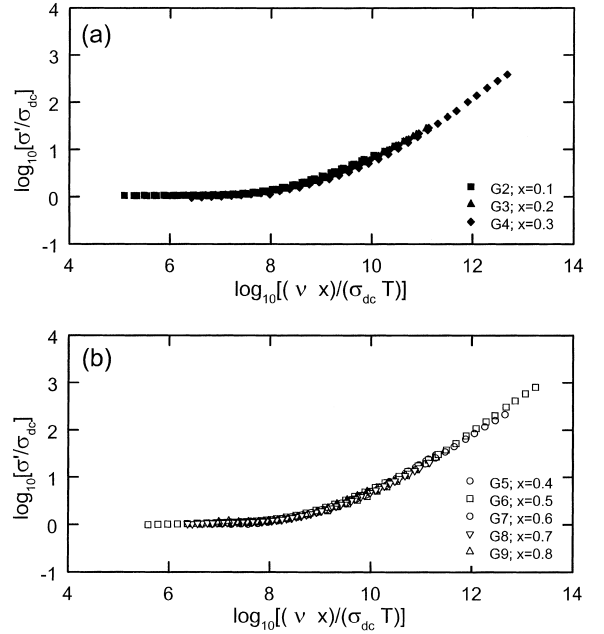 (a)
4
3
2
1
0
-1
log10[σ'/σdc]
G2; x=0.1
G3; x=0.2
G4; x=0.3
4 6 8 10 12 14
log10[( ν x)/(σdc T)]
(b)
4
3
2
1
0
-1
log10[σ'/σdc]
G5; x=0.4
G6; x=0.5
G7; x=0.6
G8; x=0.7
G9; x=0.8
4 6 8 10 12 14
log10[( ν x)/(σdc T)]